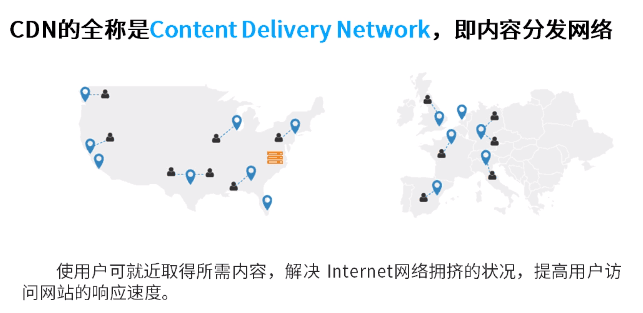 CDN的全称是Content Delivery Network，即内容分发网络
使用户可就近取得所需内容，解决 Internet网络拥挤的状况，提高用户访
问网站的响应速度。